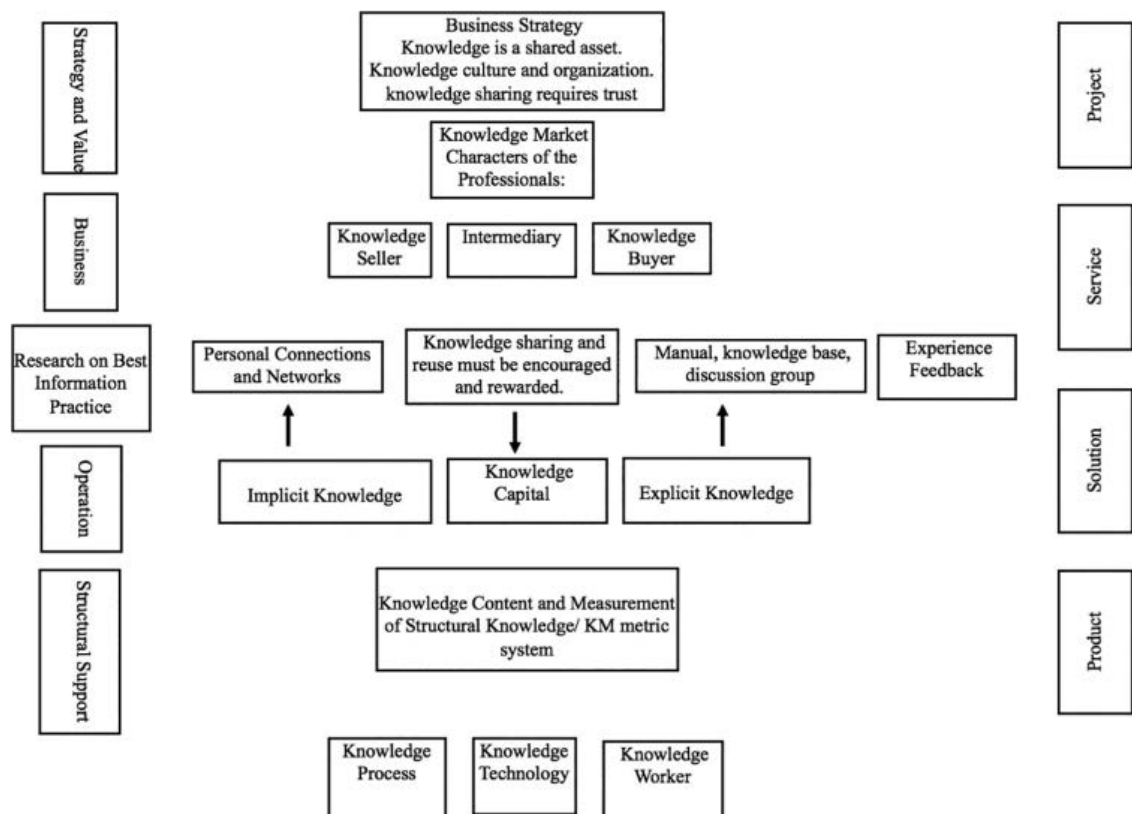 Strategy and Value
Business Strategy
Knowledge is a shared asset.
Knowledge culture and organization.
knowledge sharing requires trust
Project
Knowledge Market
Characters of the
Professionals:
Business
Knowledge
Seller
Intermediary
Knowledge
Buyer
Service
Research on Best
Information
Practice
Personal Connections
and Networks
Knowledge sharing and
reuse must be encouraged
and rewarded.
Manual, knowledge base,
discussion group
Experience
Feedback
Operation
Implicit Knowledge
Knowledge
Capital
Explicit Knowledge
Solution
Structural Support
Knowledge Content and Measurement
of Structural Knowledge/ KM metric
system
Product
Knowledge
Process
Knowledge
Technology
Knowledge
Worker